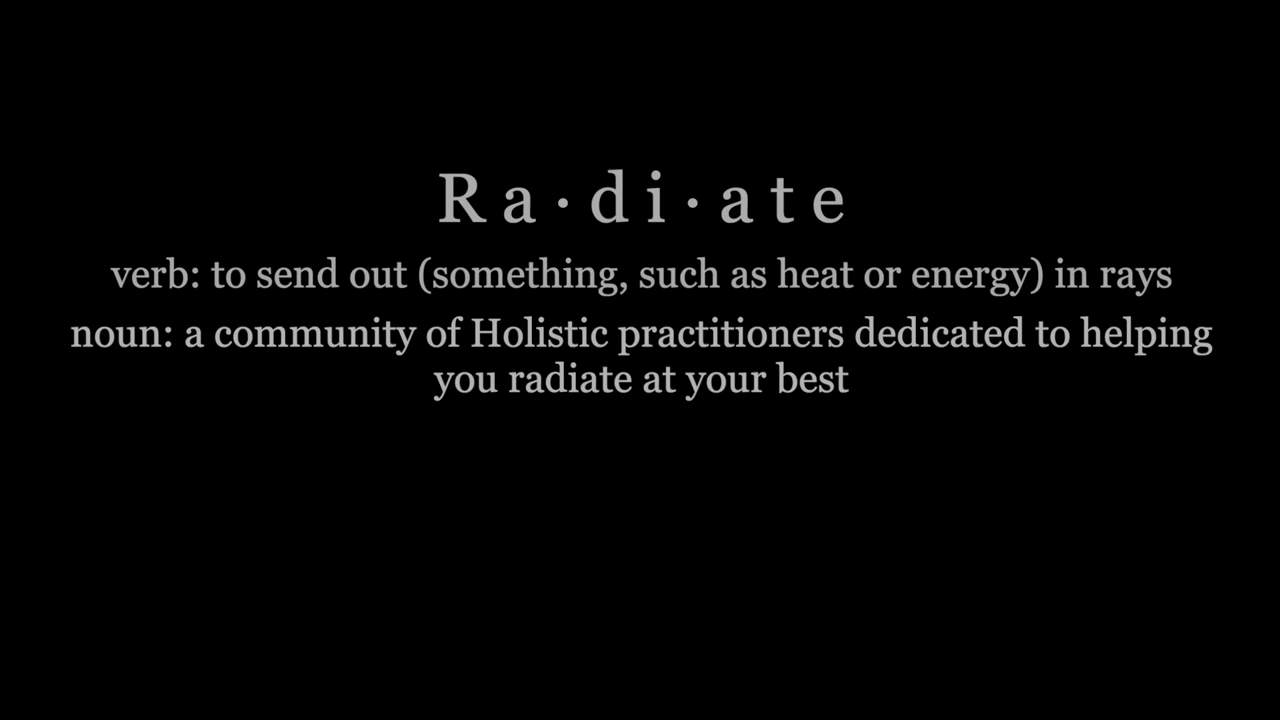 Ra·di·ate
verb: to send out (something, such as heat or energy) in rays
noun: a community of Holistic practitioners dedicated to helping
you radiate at your best